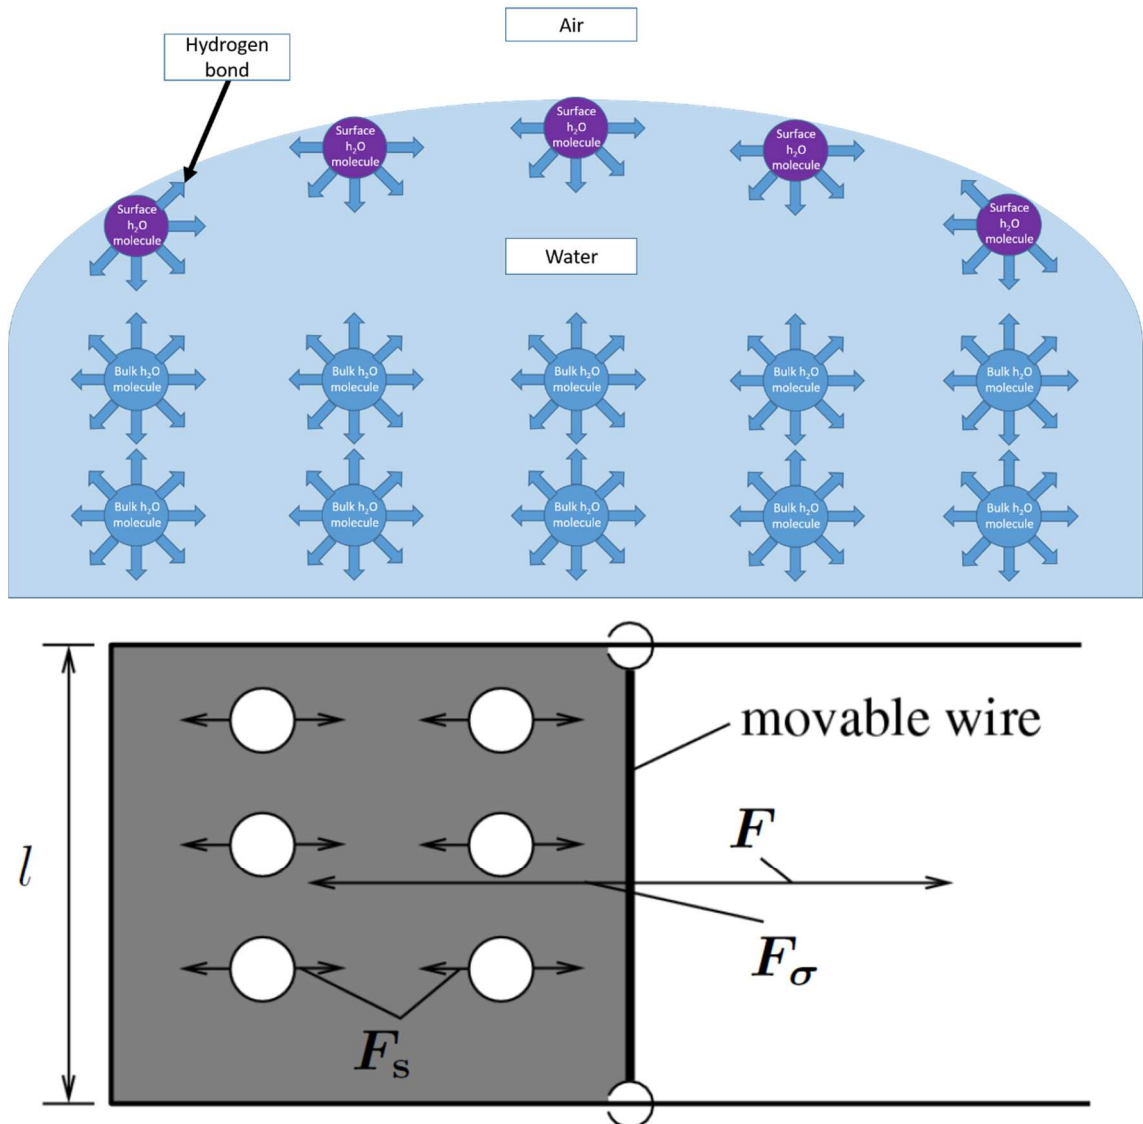 Air
Hydrogen
bond
Surface
h₂O
molecule
Surface
h₂O
molecule
Surface
h₂O
molecule
Surface
h₂O
molecule
Surface
h₂O
molecule
Water
Bulk h₂O
molecule
Bulk h₂O
molecule
Bulk h₂O
molecule
Bulk h₂O
molecule
Bulk h₂O
molecule
Bulk h₂O
molecule
Bulk h₂O
molecule
Bulk h₂O
molecule
Bulk h₂O
molecule
Bulk h₂O
molecule
movable wire
F
l
Fσ
Fs